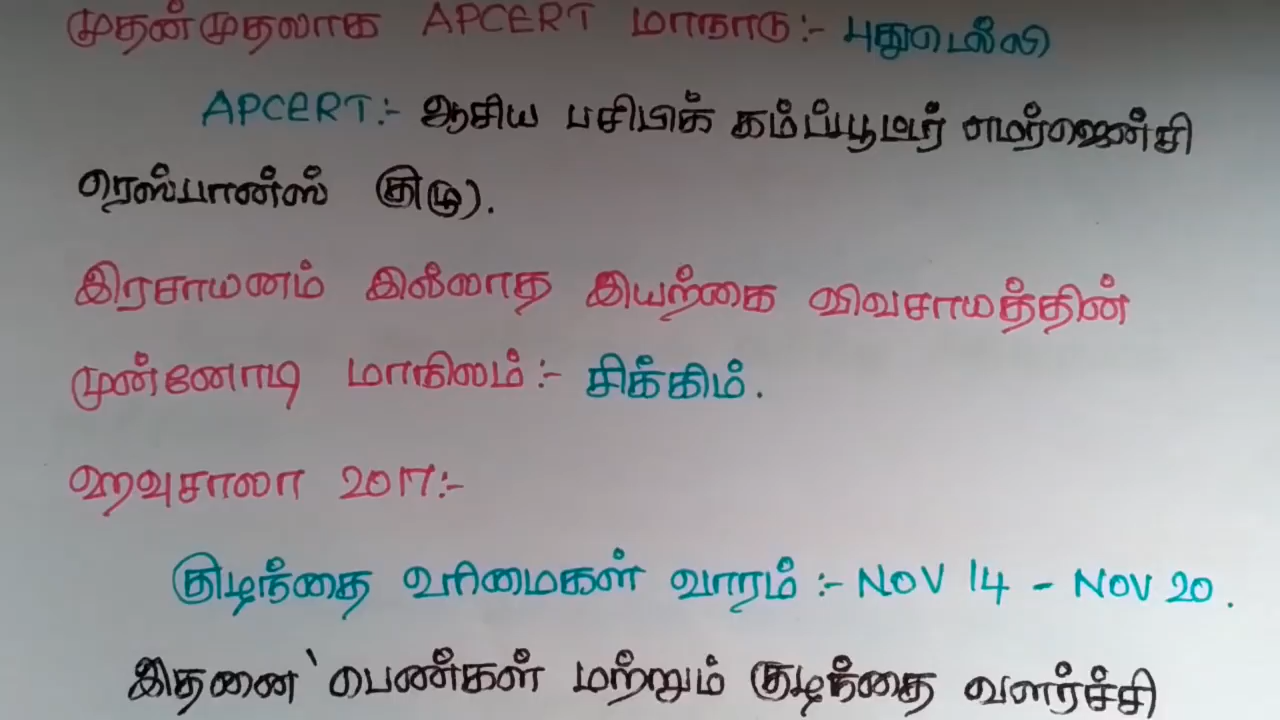 முதன்முதலாக APCERT மாநாடு:- புதுடெல்லி
APCERT:- ஆசிய பசிபிக் கம்ப்யூட்டர் எமர்ஜென்சி
ரெஸ்பான்ஸ் குழு).
இரசாயனம் இல்லாத இயற்கை விவசாயத்தின்
முன்னோடி மாநிலம்:- சிக்கிம்.
ஹவுசாலா 2017:-
குழந்தை உரிமைகள் வாரம்:- NOV 14 - NOV 20.
இதனை 'பெண்கள் மற்றும் குழந்தை வளர்ச்சி